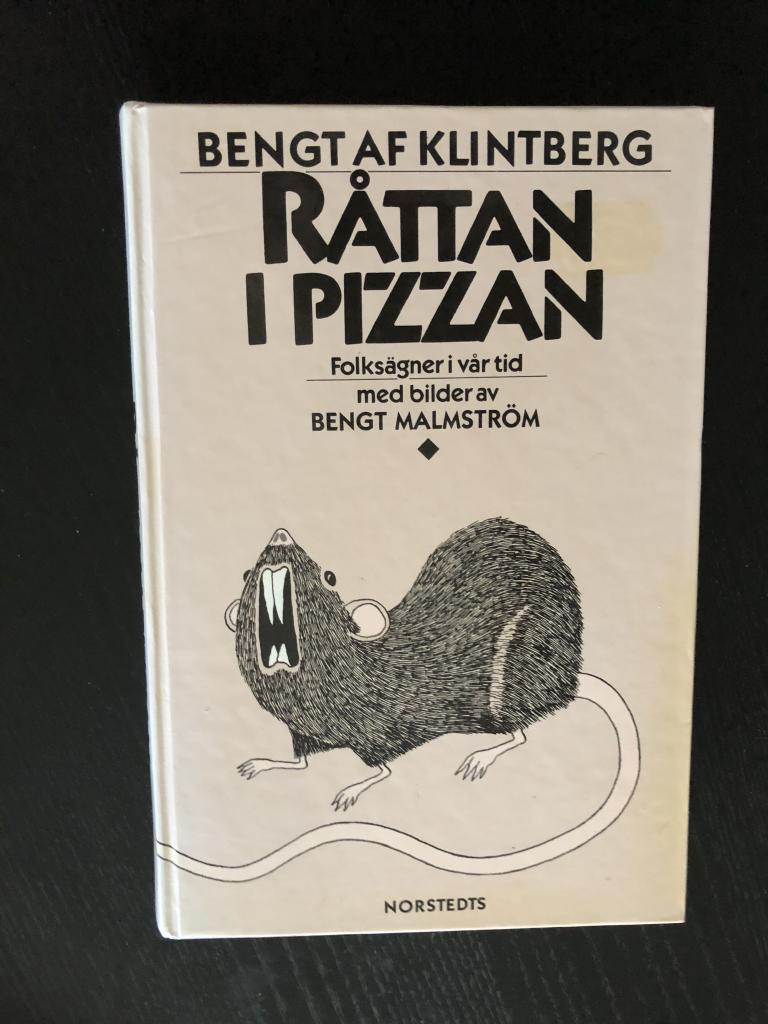 BENGT AF KLINTBERG
RÅTTAN
I PIZZAN
Folksägner i vår tid
med bilder av
BENGT MALMSTRÖM
NORSTEDTS